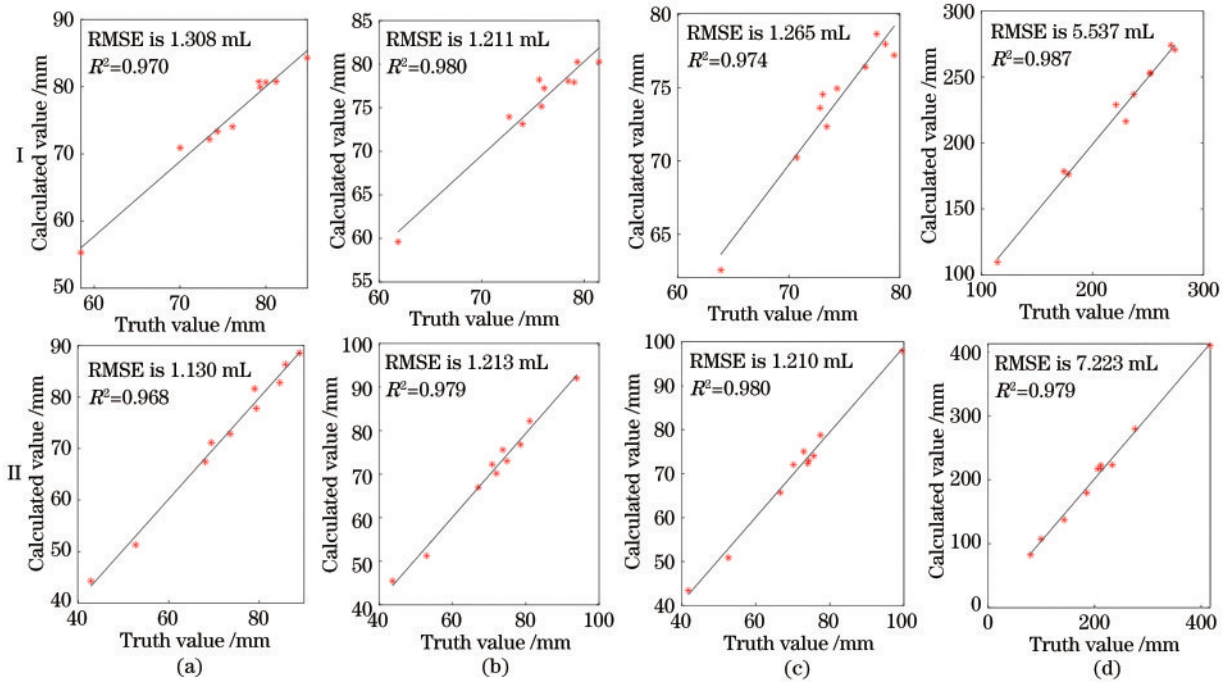 I
RMSE is 1.308 mL
R²=0.970
Calculated value /mm
90
80
70
60
50
60 70 80
Truth value /mm
RMSE is 1.211 mL
R²=0.980
Calculated value /mm
85
80
75
70
65
60
55
60 70 80
Truth value /mm
RMSE is 1.265 mL
R²=0.974
Calculated value /mm
80
75
70
65
60 70 80
Truth value /mm
RMSE is 5.537 mL
R²=0.987
Calculated value /mm
300
250
200
150
100
100 200 300
Truth value /mm
II
RMSE is 1.130 mL
R²=0.968
Calculated value /mm
90
80
70
60
50
40
40 60 80
Truth value /mm
(a)
RMSE is 1.213 mL
R²=0.979
Calculated value /mm
100
90
80
70
60
50
40
40 60 80 100
Truth value /mm
(b)
RMSE is 1.210 mL
R²=0.980
Calculated value /mm
100
90
80
70
60
50
40
40 60 80 100
Truth value /mm
(c)
RMSE is 7.223 mL
R²=0.979
Calculated value /mm
400
300
200
100
0
0 200 400
Truth value /mm
(d)